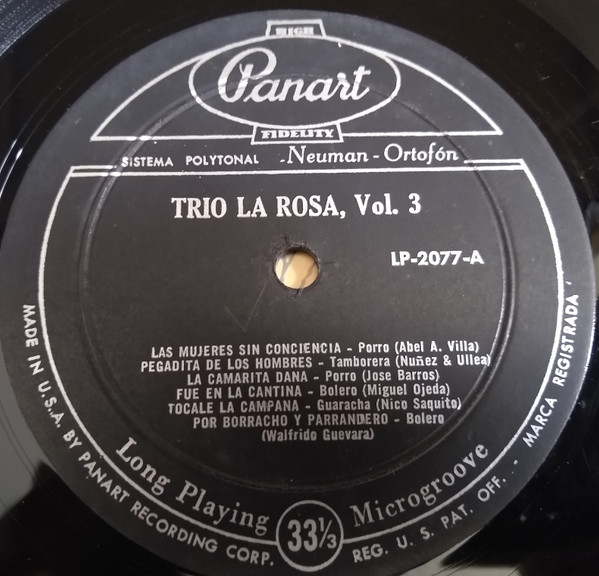 HIGH
Panart
FIDELITY
SISTEMA POLYTONAL - Neuman - Ortofón
TRIO LA ROSA, Vol. 3
LP-2077-A
LAS MUJERES SIN CONCIENCIA - Porro (Abel A. Villa)
PEGADITA DE LOS HOMBRES - Tamborera (Nuñez & Ullea)
LA CAMARITA DANA - Porro (Jose Barros)
FUE EN LA CANTINA - Bolero (Miguel Ojeda)
TOCALE LA CAMPANA - Guaracha (Nico Saquito)
POR BORRACHO Y PARRANDERO - Bolero
(Walfrido Guevara)
Long Playing 33⅓ Microgroove
MADE IN U.S.A. BY PANART RECORDING CORP. REG. U. S. PAT. OFF. - MARCA REGISTRADA